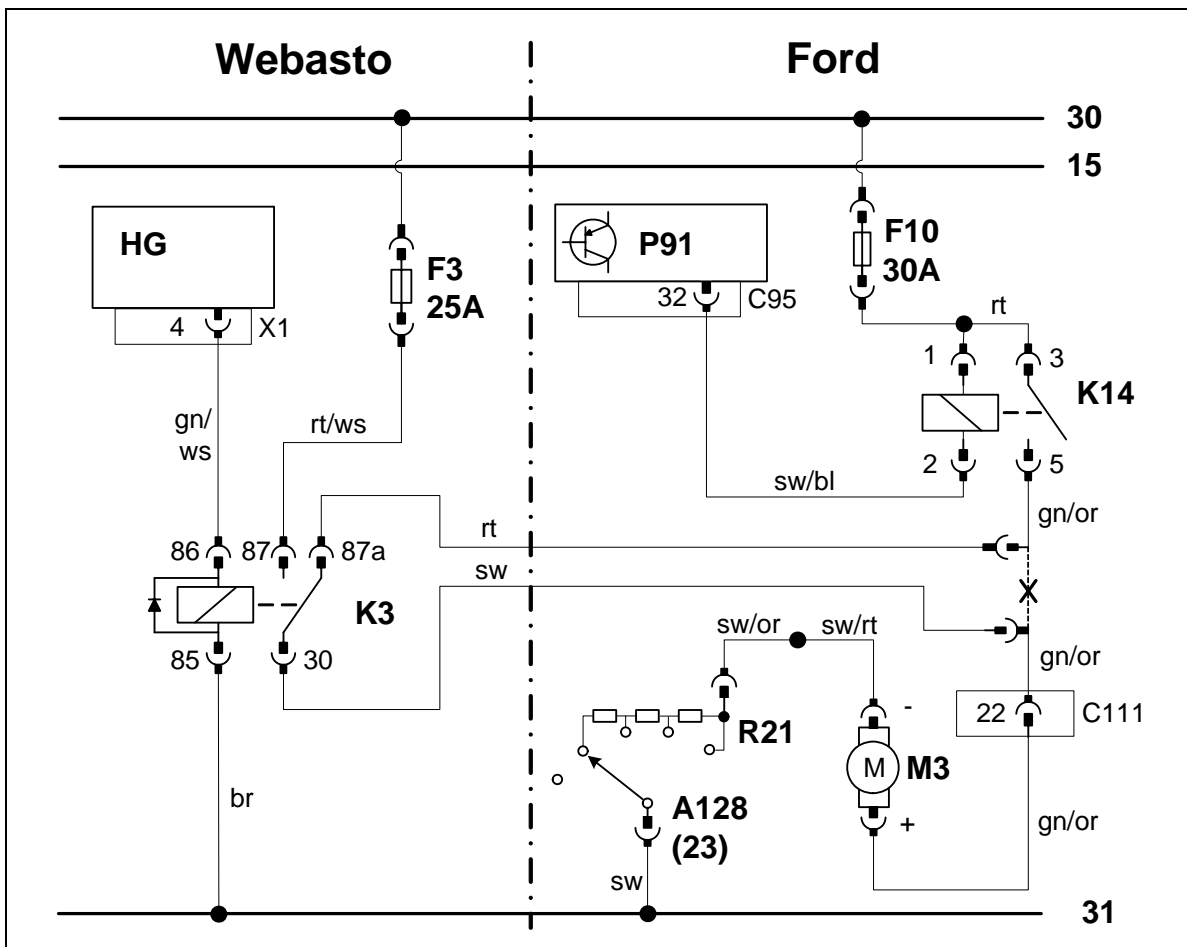 Webasto
Ford
30
15
HG
4 X1
F3
25A
P91
32 C95
F10
30A
rt
1 3
K14
2 5
gn/
ws
rt/ws
sw/bl
gn/or
86 87 87a
rt
sw
K3
85 30
sw/or sw/rt
gn/or
22 C111
-
R21
M M3
+
A128
(23)
gn/or
br
sw
31